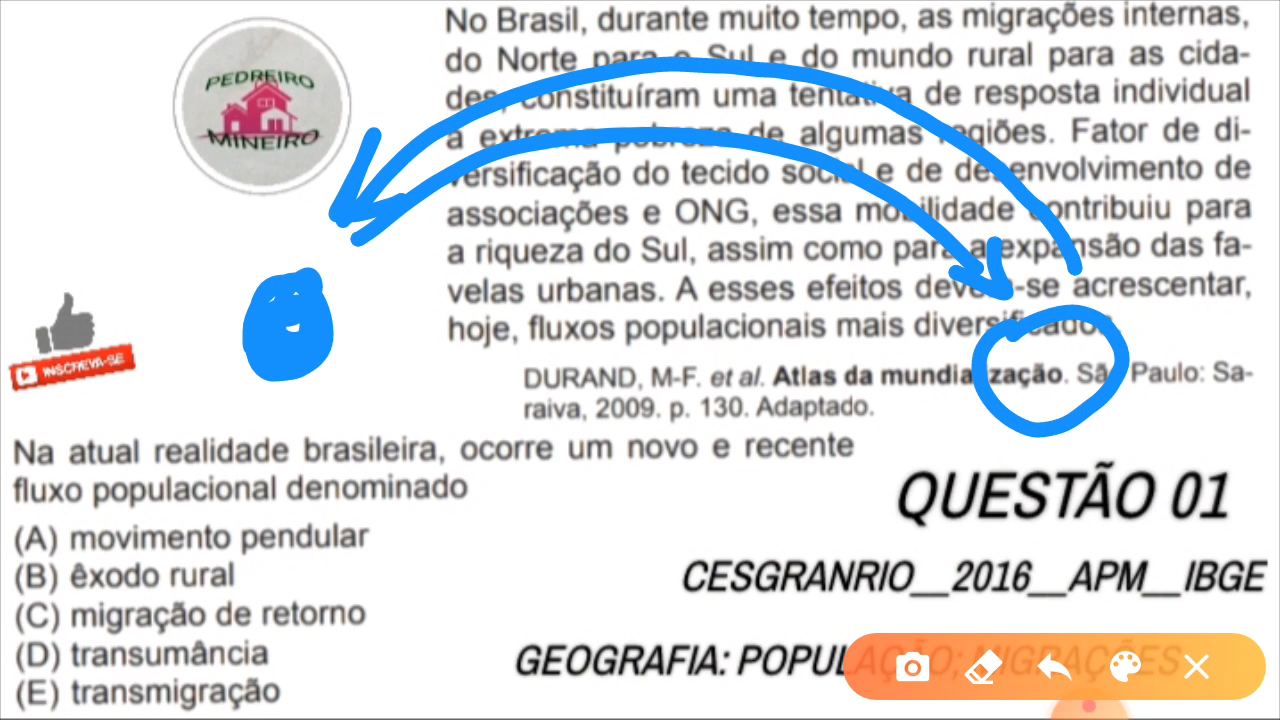 PEDREIRO
MINEIRO
No Brasil, durante muito tempo, as migrações internas,
do Norte para o Sul e do mundo rural para as cida-
des, constituíram uma tentativa de resposta individual
à extrema pobreza de algumas regiões. Fator de di-
versificação do tecido social e de desenvolvimento de
associações e ONG, essa mobilidade contribuiu para
a riqueza do Sul, assim como para a expansão das fa-
velas urbanas. A esses efeitos devem-se acrescentar,
hoje, fluxos populacionais mais diversificados.
INSCREVA-SE
DURAND, M-F. et al. Atlas da mundialização. São Paulo: Sa-
raiva, 2009. p. 130. Adaptado.
Na atual realidade brasileira, ocorre um novo e recente
fluxo populacional denominado
(A) movimento pendular
(B) êxodo rural
(C) migração de retorno
(D) transumância
(E) transmigração
QUESTÃO 01
CESGRANRIO__2016__APM__IBGE
GEOGRAFIA: POPULAÇÃO; MIGRAÇÕES